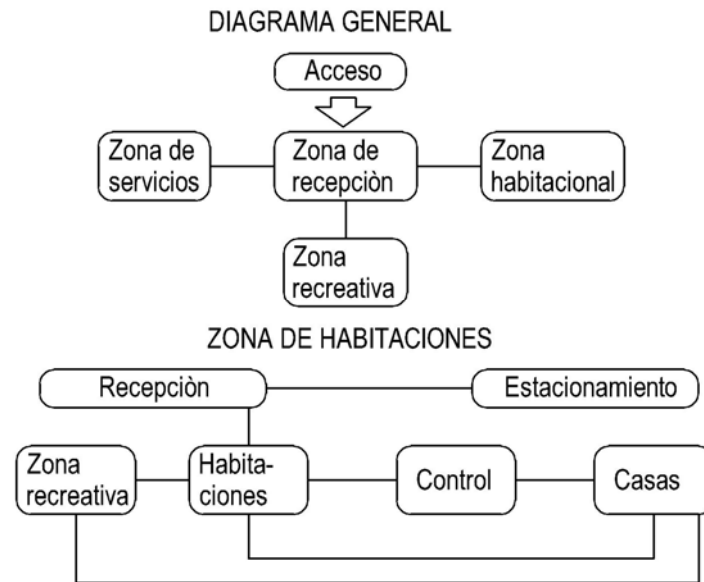 DIAGRAMA GENERAL
Acceso
Zona de
servicios
Zona de
recepciòn
Zona
habitacional
Zona
recreativa
ZONA DE HABITACIONES
Recepciòn
Estacionamiento
Zona
recreativa
Habita-
ciones
Control
Casas